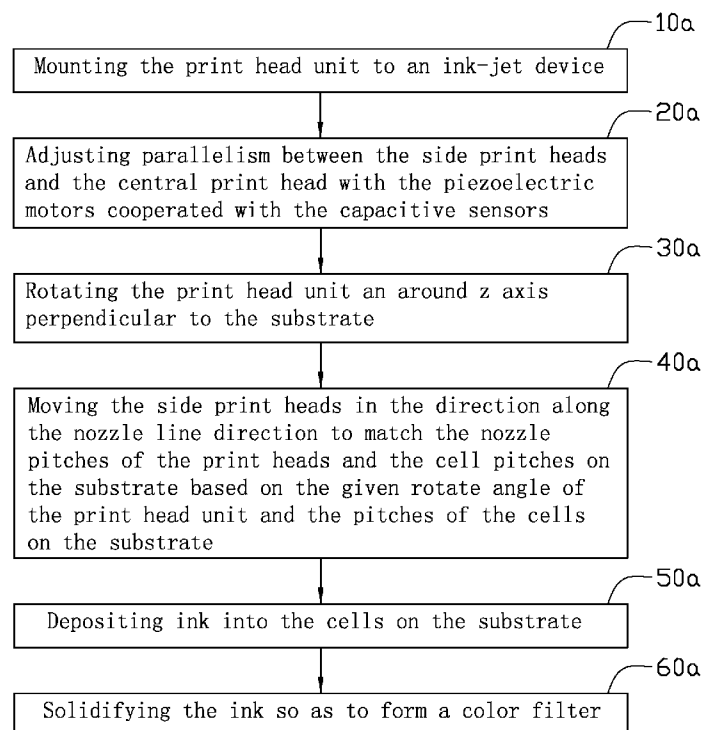 10a
Mounting the print head unit to an ink-jet device
20a
Adjusting parallelism between the side print heads
and the central print head with the piezoelectric
motors cooperated with the capacitive sensors
30a
Rotating the print head unit an around z axis
perpendicular to the substrate
40a
Moving the side print heads in the direction along
the nozzle line direction to match the nozzle
pitches of the print heads and the cell pitches on
the substrate based on the given rotate angle of
the print head unit and the pitches of the cells
on the substrate
50a
Depositing ink into the cells on the substrate
60a
Solidifying the ink so as to form a color filter